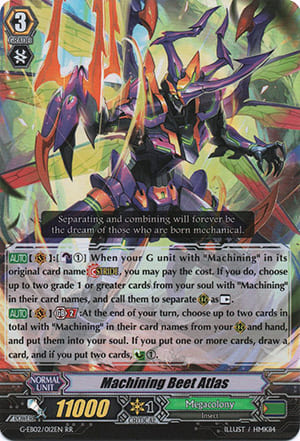 3
GRADE
Separating and combining will forever be
the dream of those who are born mechanical.
AUTO [ ]:[ 1] When your G unit with "Machining" in its
original card name STRIDE, you may pay the cost. If you do, choose
up to two grade 1 or greater cards from your soul with "Machining"
in their card names, and call them to separate as .
AUTO [ ] GB 2 :At the end of your turn, choose up to two cards in
total with "Machining" in their card names from your and hand,
and put them into your soul. If you put one or more cards, draw a
card, and if you put two cards, 1.
NORMAL
UNIT
Machining Beet Atlas
POWER
11000
1
CRITICAL
Megacolony
Insect
G-EB02/012EN RR
ILLUST / HMK84